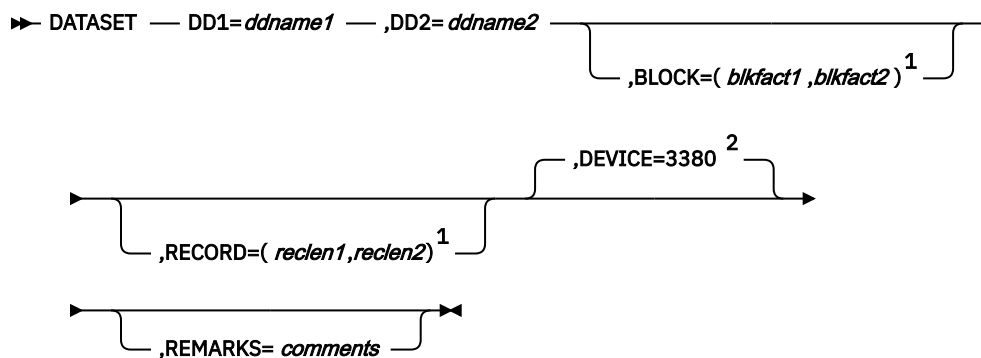 DATASET DD1=ddname1 ,DD2=ddname2
,BLOCK=( blkfact1 ,blkfact2 ) 1
,DEVICE=3380 2
,RECORD=( reclen1,reclen2) 1
,REMARKS= comments